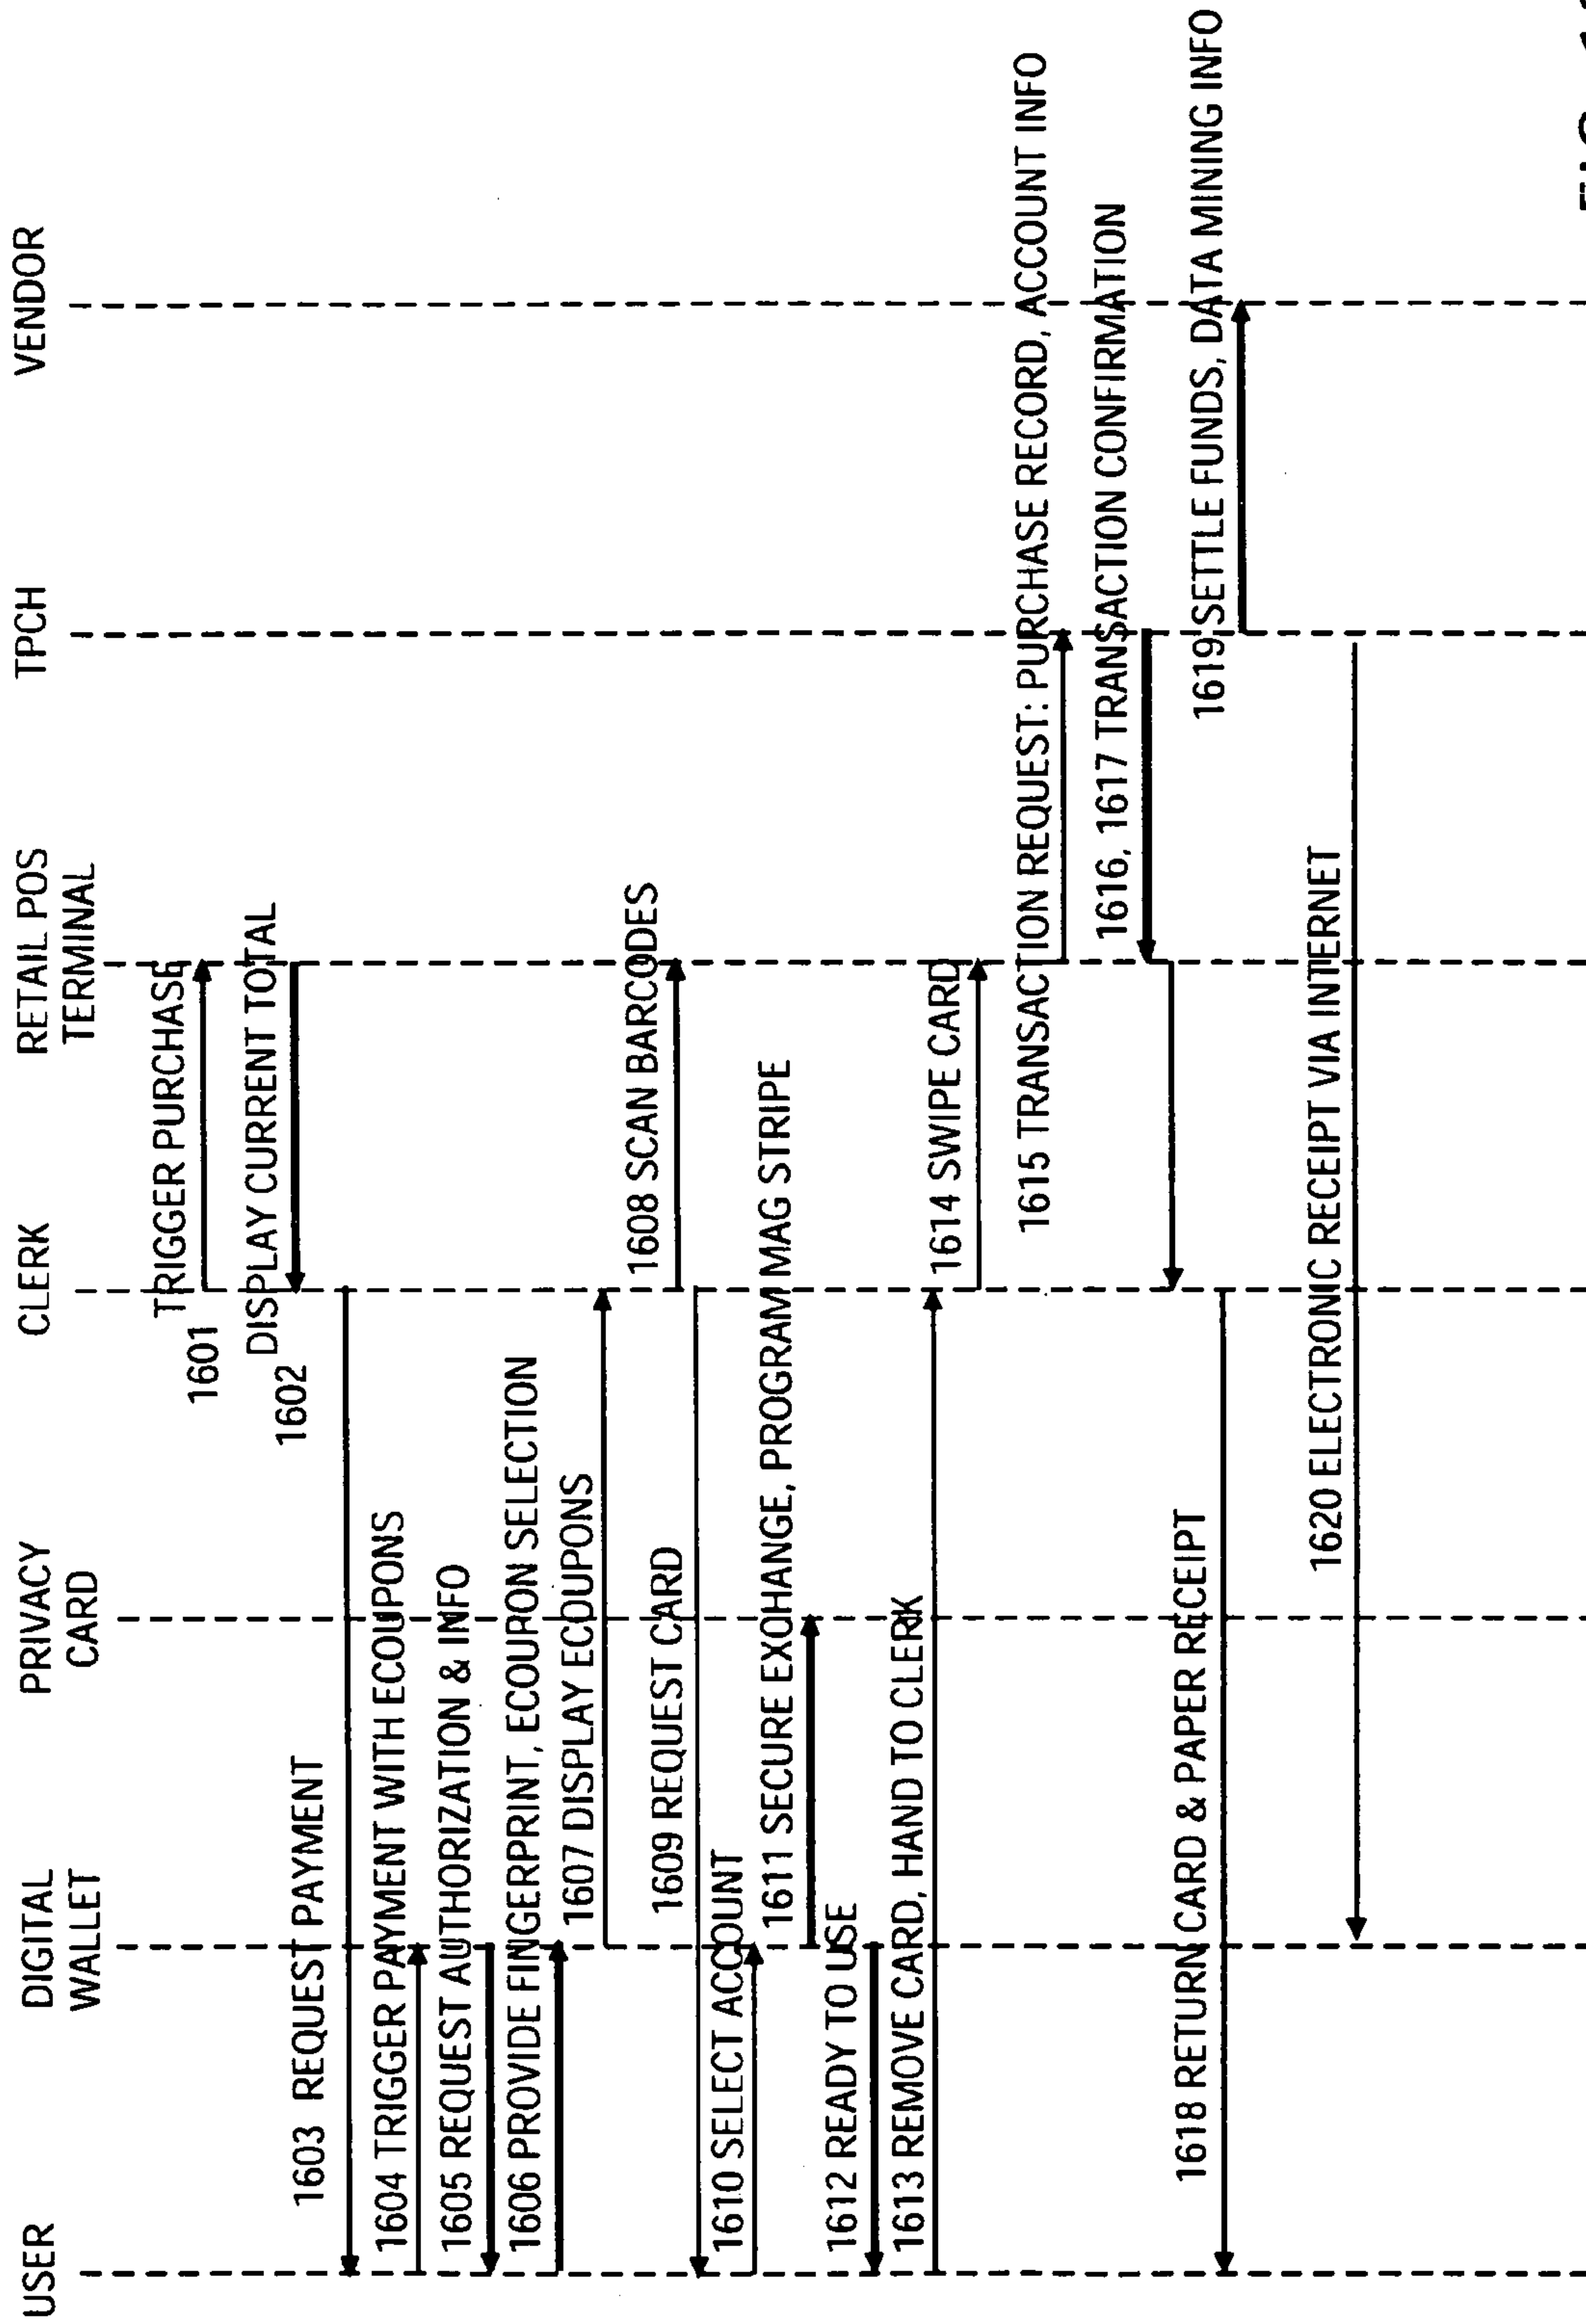 USER
DIGITAL
WALLET
PRIVACY
CARD
CLERK
RETAIL POS
TERMINAL
TPCH
VENDOR
TRIGGER PURCHASE
1601
DISPLAY CURRENT TOTAL
1602
1603 REQUEST PAYMENT
1604 TRIGGER PAYMENT WITH ECOUPONS
1605 REQUEST AUTHORIZATION & INFO
1606 PROVIDE FINGERPRINT, ECOUPON SELECTION
1607 DISPLAY ECOUPONS
1608 SCAN BARCODES
1609 REQUEST CARD
1610 SELECT ACCOUNT
1611 SECURE EXOHANGE, PROGRAM MAG STRIPE
1612 READY TO USE
1613 REMOVE CARD, HAND TO CLERK
1614 SWIPE CARD
1615 TRANSACTION REQUEST: PURCHASE RECORD, ACCOUNT INFO
1616, 1617 TRANSACTION CONFIRMATION
1618 RETURN CARD & PAPER RECEIPT
1619 SETTLE FUNDS, DATA MINING INFO
1620 ELECTRONIC RECEIPT VIA INTERNET